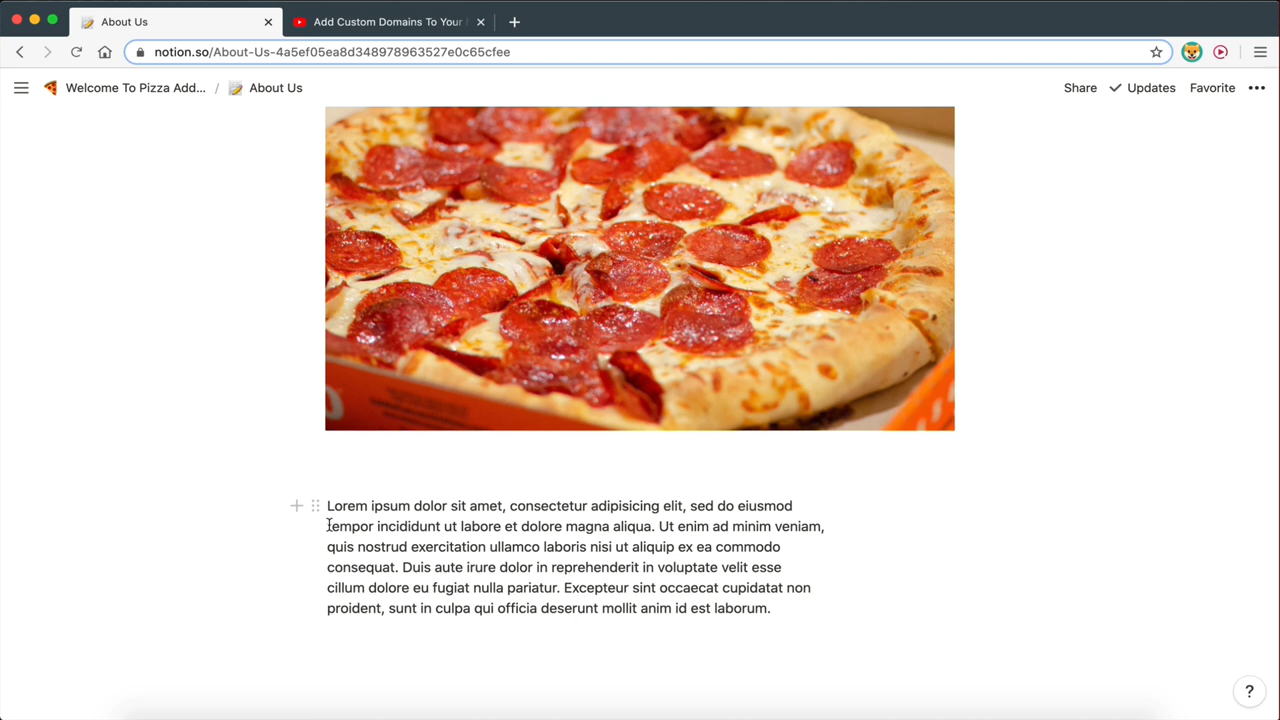 About Us
Add Custom Domains To Your
notion.so/About-Us-4a5ef05ea8d348978963527e0c65cfee
Welcome To Pizza Add... / About Us
Share Updates Favorite
Lorem ipsum dolor sit amet, consectetur adipisicing elit, sed do eiusmod
tempor incididunt ut labore et dolore magna aliqua. Ut enim ad minim veniam,
quis nostrud exercitation ullamco laboris nisi ut aliquip ex ea commodo
consequat. Duis aute irure dolor in reprehenderit in voluptate velit esse
cillum dolore eu fugiat nulla pariatur. Excepteur sint occaecat cupidatat non
proident, sunt in culpa qui officia deserunt mollit anim id est laborum.
?